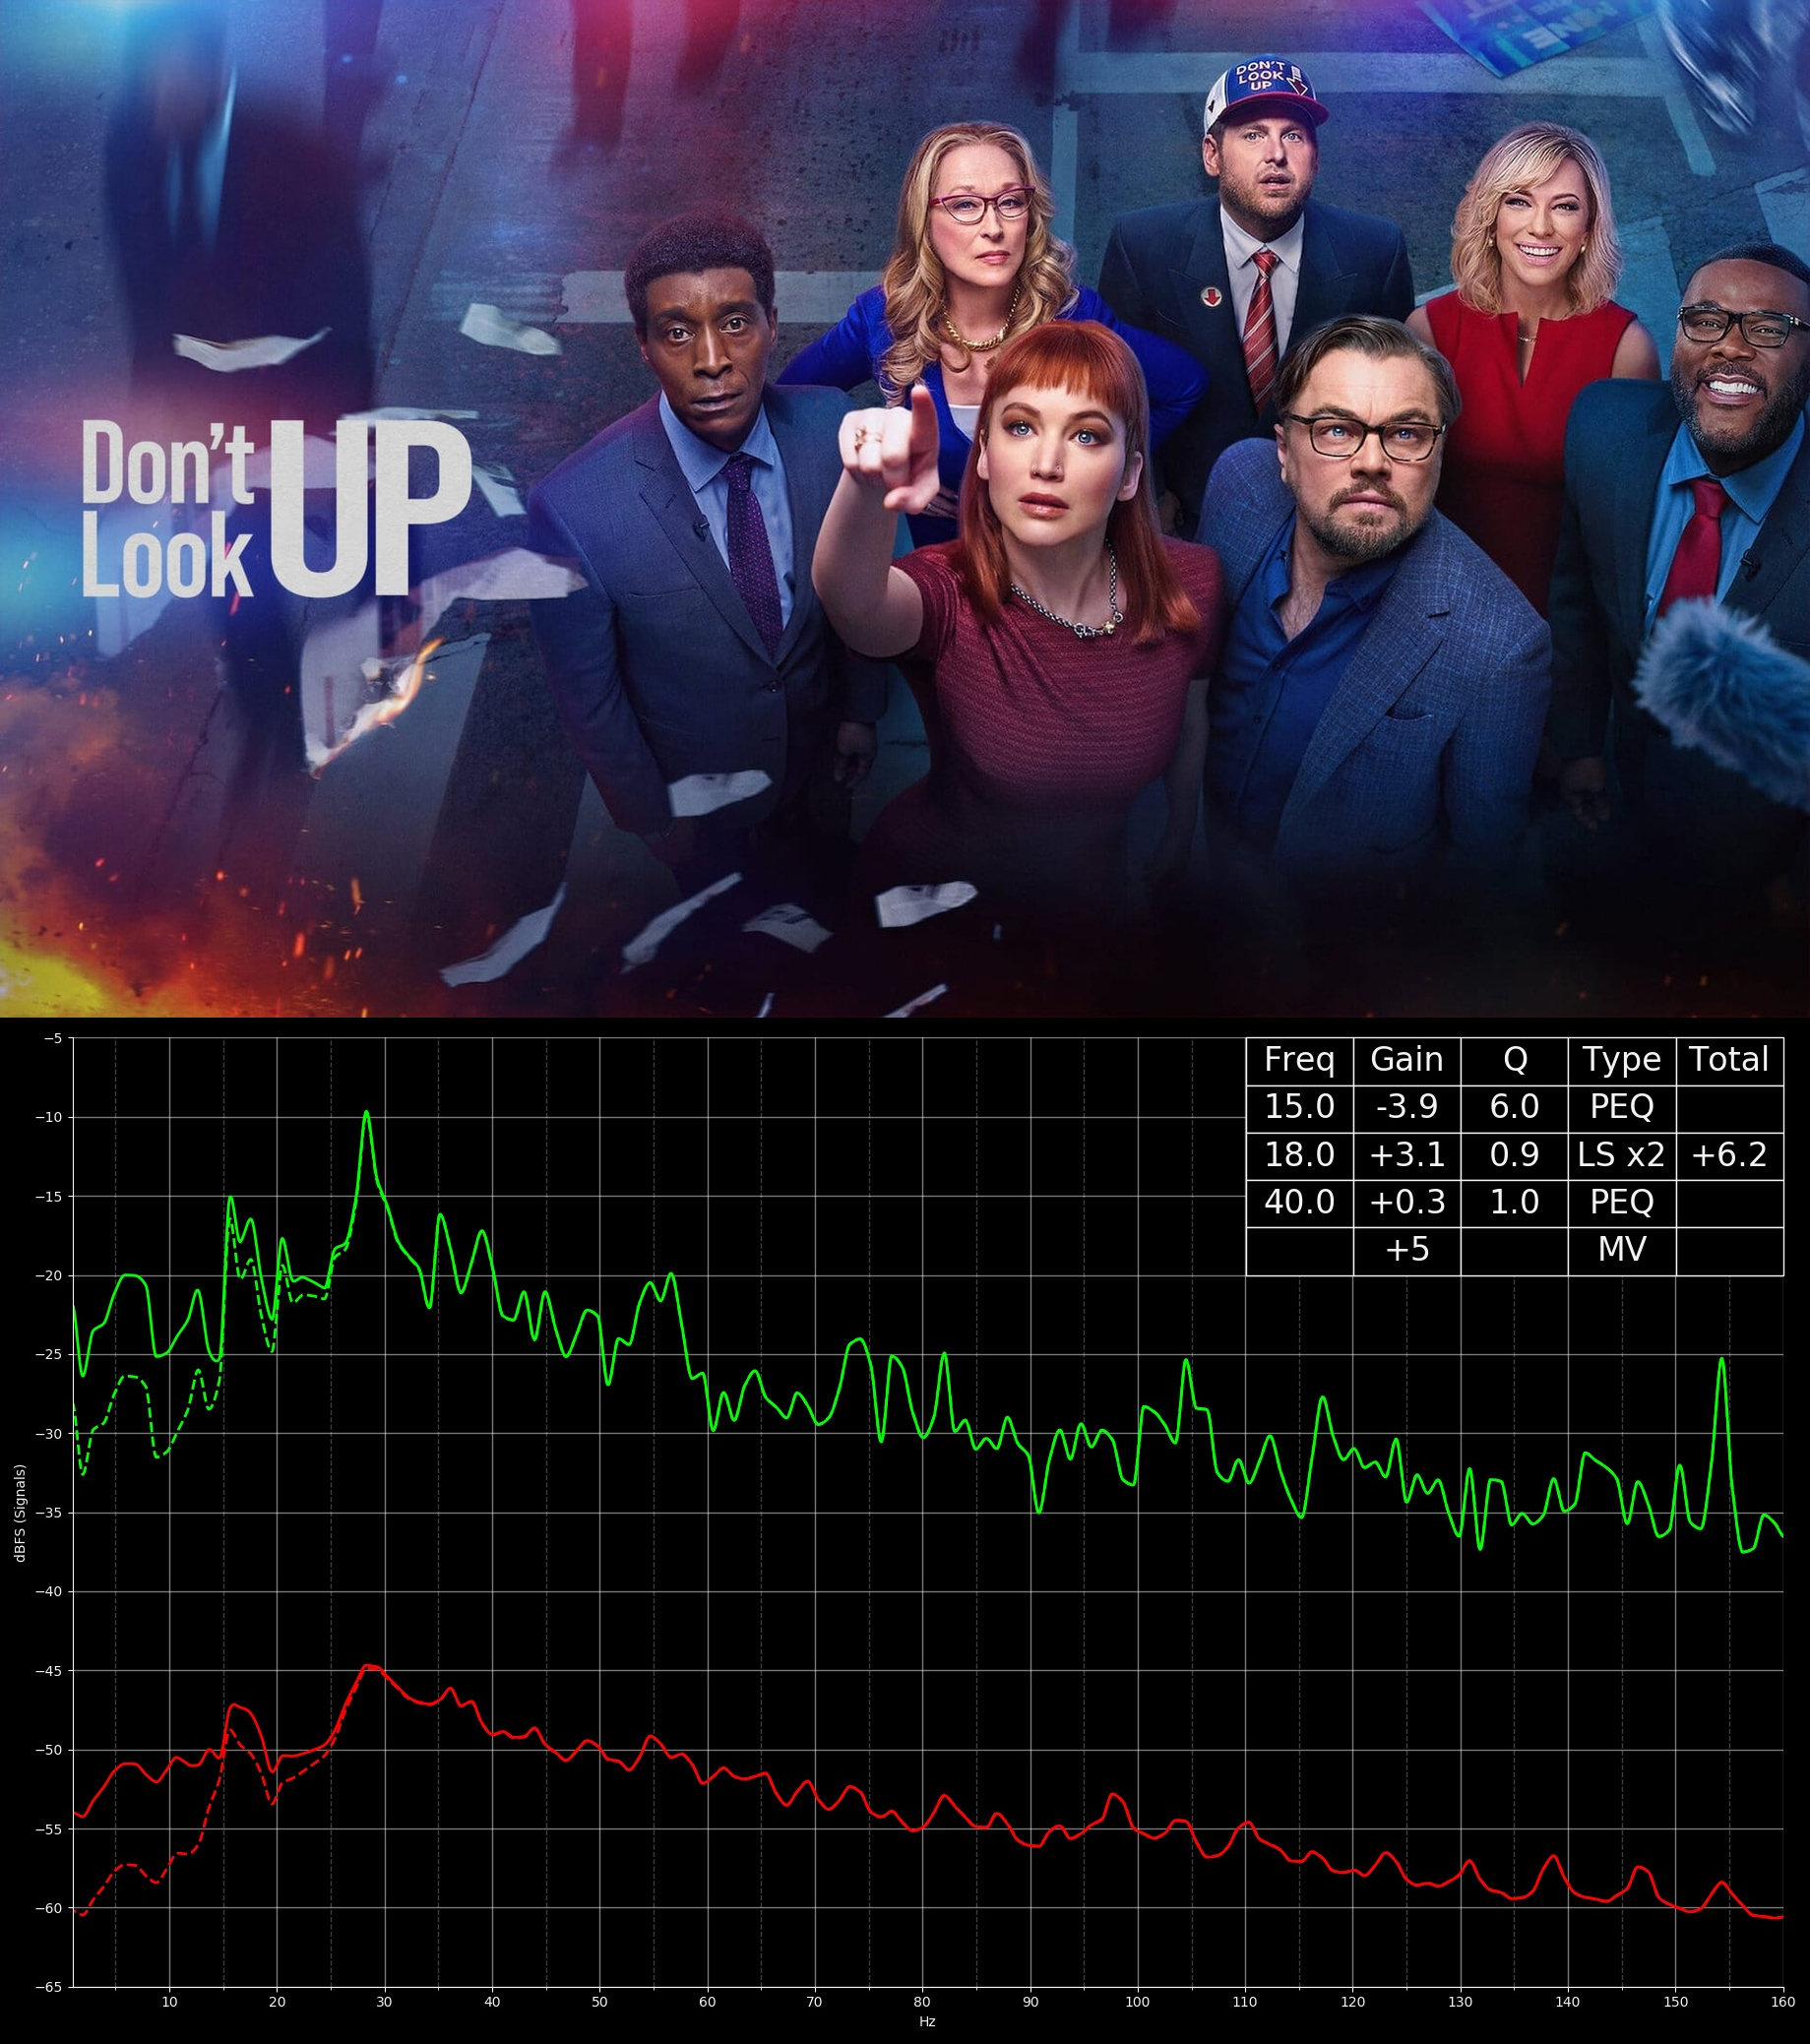 DON'T
LOOK
UP
Don't
Look
UP
Freq Gain Q Type Total
15.0 -3.9 6.0 PEQ
18.0 +3.1 0.9 LS x2 +6.2
40.0 +0.3 1.0 PEQ
+5 MV
−5
−10
−15
−20
−25
−30
−35
−40
−45
−50
−55
−60
−65
dBFS (Signals)
10 20 30 40 50 60 70 80 90 100 110 120 130 140 150 160
Hz